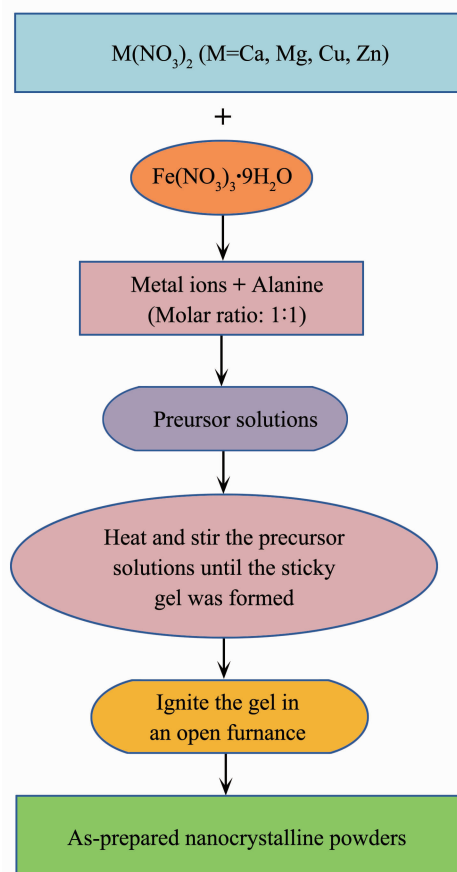 M(NO₃)₂ (M=Ca, Mg, Cu, Zn)
+
Fe(NO₃)₃·9H₂O
Metal ions + Alanine
(Molar ratio: 1∶1)
Preursor solutions
Heat and stir the precursor
solutions until the sticky
gel was formed
Ignite the gel in
an open furnance
As-prepared nanocrystalline powders